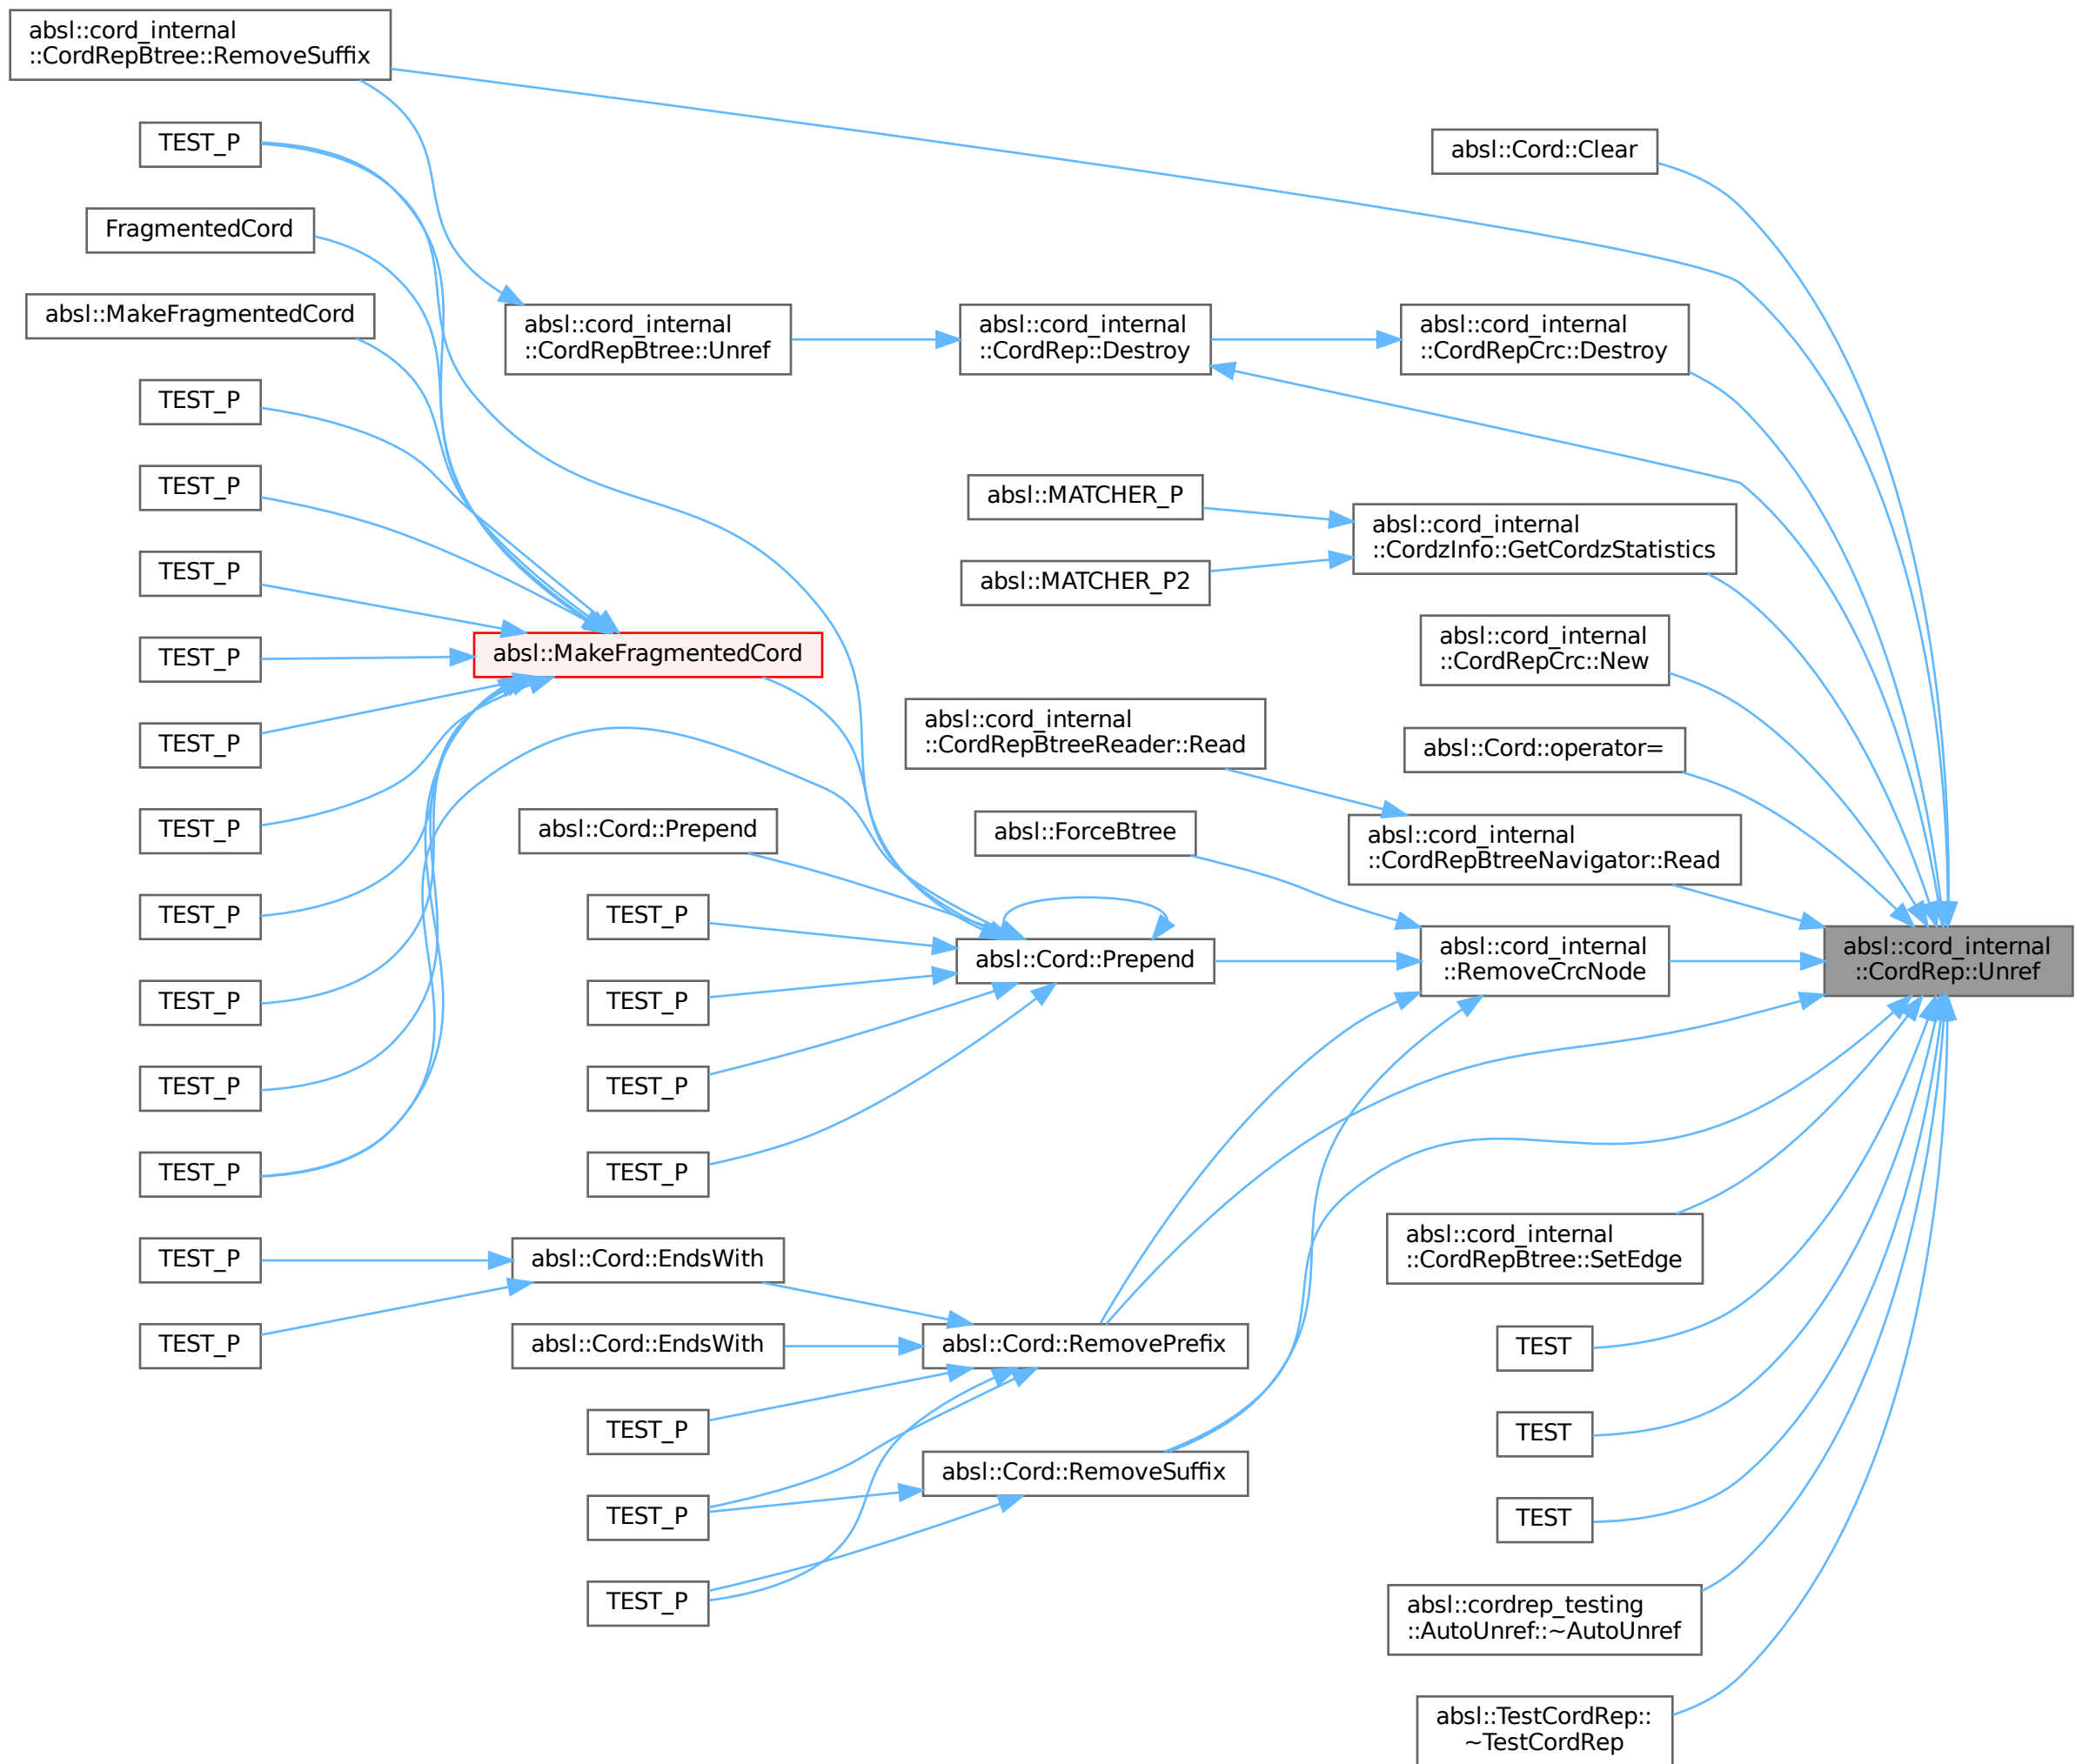 absl::cord_internal
::CordRepBtree::RemoveSuffix
TEST_P
FragmentedCord
absl::MakeFragmentedCord
TEST_P
TEST_P
TEST_P
TEST_P
TEST_P
TEST_P
TEST_P
TEST_P
TEST_P
TEST_P
TEST_P
TEST_P
absl::cord_internal
::CordRepBtree::Unref
absl::MakeFragmentedCord
absl::Cord::Prepend
TEST_P
TEST_P
TEST_P
TEST_P
absl::Cord::EndsWith
absl::Cord::EndsWith
TEST_P
TEST_P
TEST_P
absl::cord_internal
::CordRep::Destroy
absl::MATCHER_P
absl::MATCHER_P2
absl::cord_internal
::CordRepBtreeReader::Read
absl::ForceBtree
absl::Cord::Prepend
absl::Cord::RemovePrefix
absl::Cord::RemoveSuffix
absl::Cord::Clear
absl::cord_internal
::CordRepCrc::Destroy
absl::cord_internal
::CordzInfo::GetCordzStatistics
absl::cord_internal
::CordRepCrc::New
absl::Cord::operator=
absl::cord_internal
::CordRepBtreeNavigator::Read
absl::cord_internal
::RemoveCrcNode
absl::cord_internal
::CordRepBtree::SetEdge
TEST
TEST
TEST
absl::cordrep_testing
::AutoUnref::~AutoUnref
absl::TestCordRep::
~TestCordRep
absl::cord_internal
::CordRep::Unref